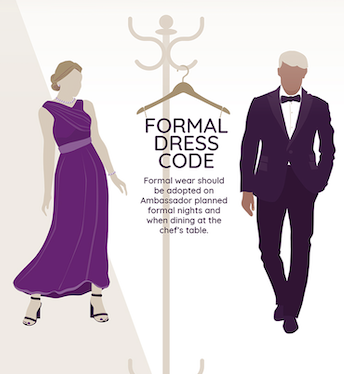 FORMAL
DRESS
CODE
Formal wear should
be adopted on
Ambassador planned
formal nights and
when dining at the
chef's table.